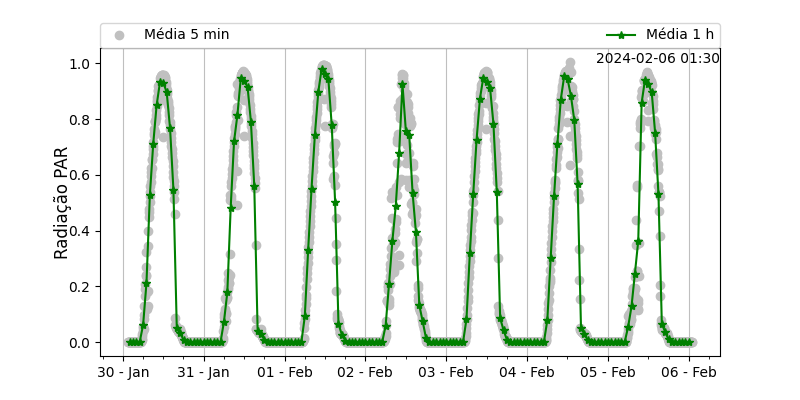 Média 5 min
Média 1 h
2024-02-06 01:30
Radiação PAR
1.0
0.8
0.6
0.4
0.2
0.0
30 - Jan
31 - Jan
01 - Feb
02 - Feb
03 - Feb
04 - Feb
05 - Feb
06 - Feb